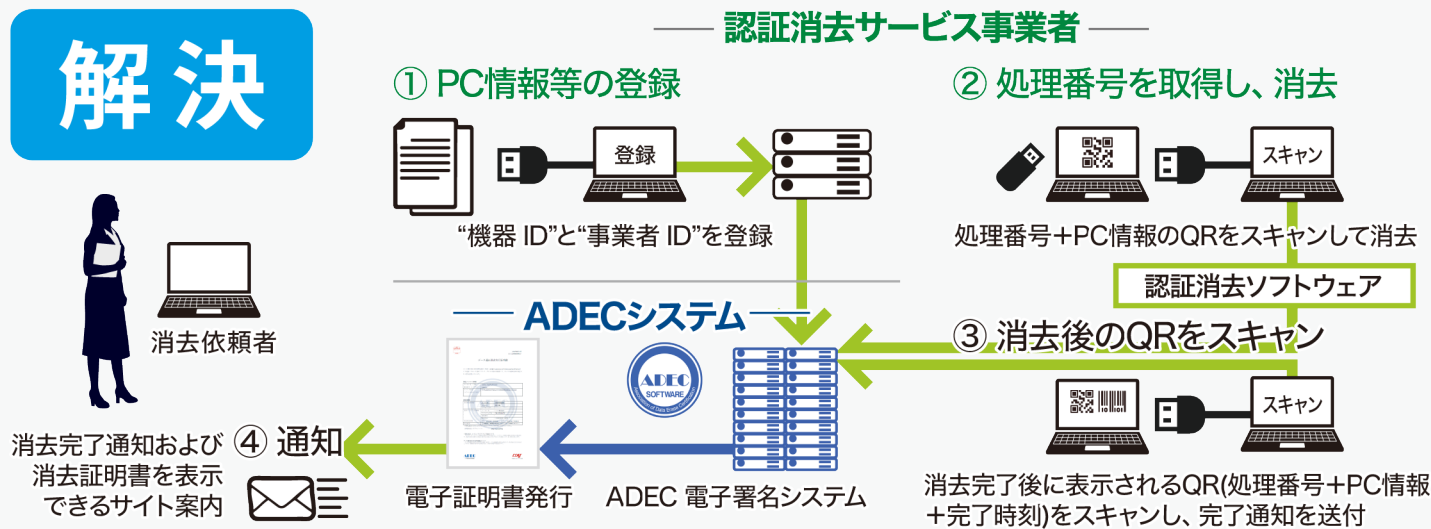 解決
認証消去サービス事業者
① PC情報等の登録
登録
“機器 ID”と“事業者 ID”を登録
② 処理番号を取得し、消去
スキャン
処理番号+PC情報のQRをスキャンして消去
認証消去ソフトウェア
消去依頼者
ADECシステム
③ 消去後のQRをスキャン
ADEC
SOFTWARE
スキャン
消去完了後に表示されるQR(処理番号+PC情報
+完了時刻)をスキャンし、完了通知を送付
ADEC 電子署名システム
電子証明書発行
④ 通知
消去完了通知および
消去証明書を表示
できるサイト案内